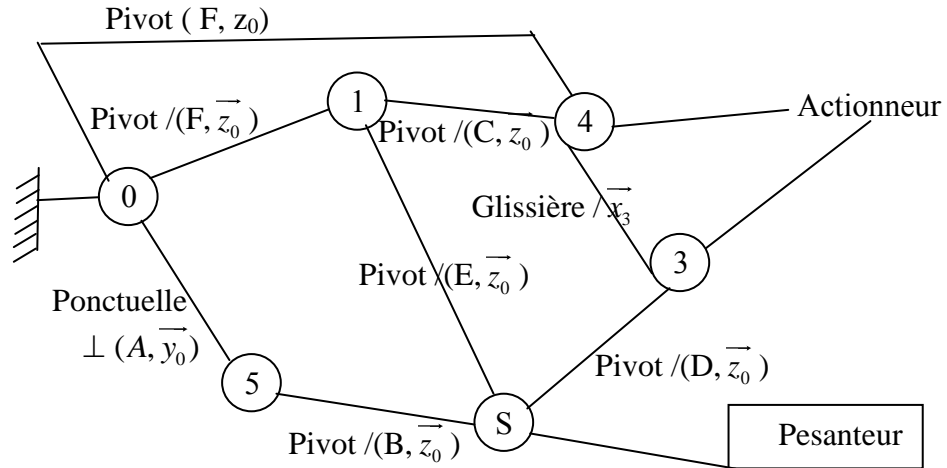 Pivot ( F, z₀)
1
Actionneur
Pivot /(F, z₀)
Pivot /(C, z₀)
4
0
Glissière / x₃
3
Pivot /(E, z₀)
Ponctuelle
⊥ (A, y₀)
Pivot /(D, z₀)
5
S
Pesanteur
Pivot /(B, z₀)